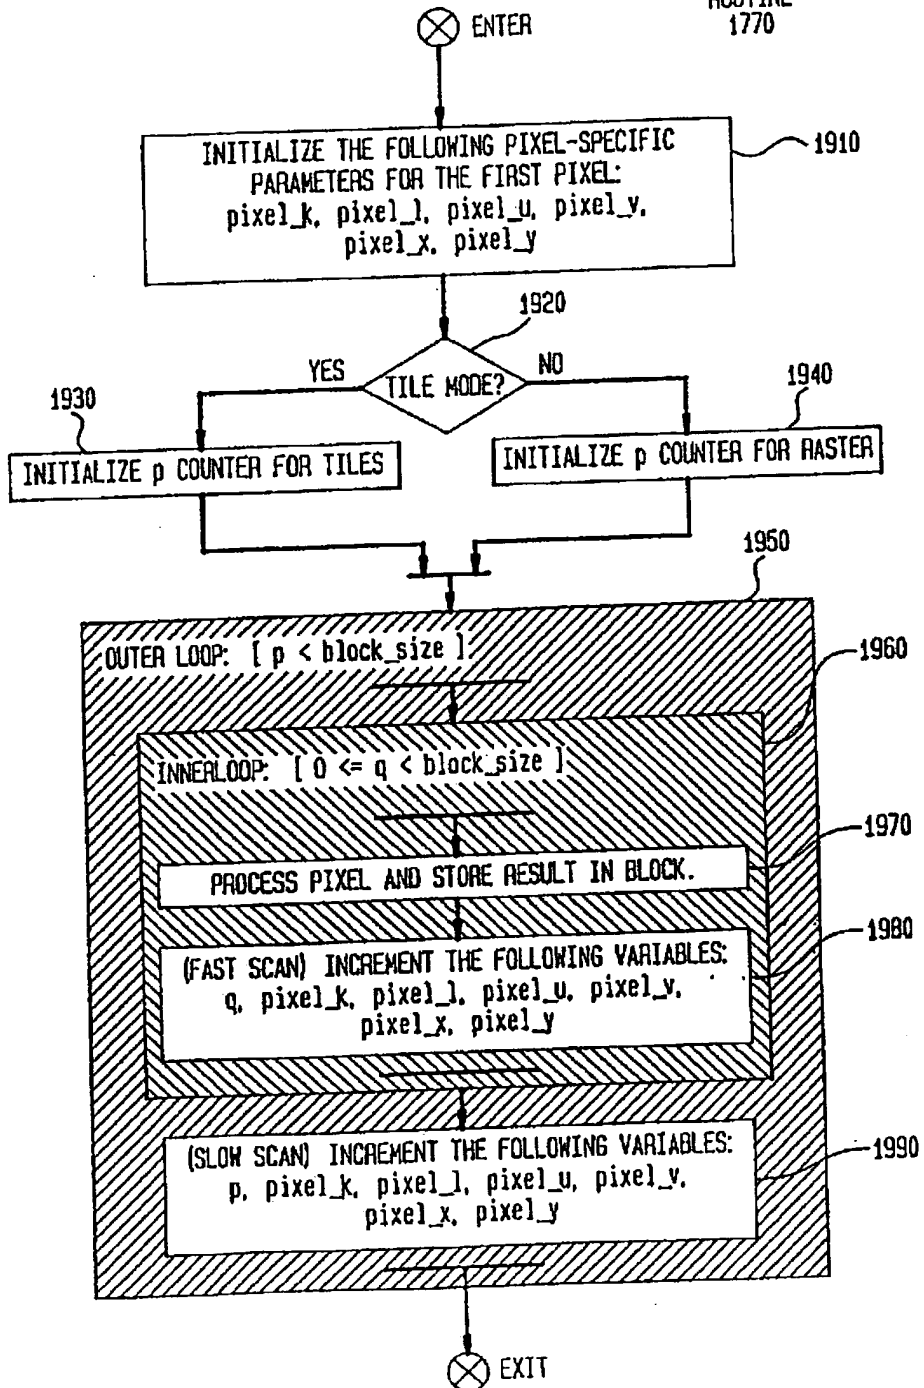 ROUTINE
1770
ENTER
INITIALIZE THE FOLLOWING PIXEL-SPECIFIC
PARAMETERS FOR THE FIRST PIXEL:
pixel_k, pixel_l, pixel_u, pixel_v,
pixel_x, pixel_y
1910
1920
TILE MODE?
YES
NO
1930
1940
INITIALIZE p COUNTER FOR TILES
INITIALIZE p COUNTER FOR RASTER
1950
OUTER LOOP: [ p < block_size ]
1960
INNERLOOP: [ 0 <= q < block_size ]
1970
PROCESS PIXEL AND STORE RESULT IN BLOCK.
1980
(FAST SCAN) INCREMENT THE FOLLOWING VARIABLES:
q, pixel_k, pixel_l, pixel_u, pixel_v,
pixel_x, pixel_y
(SLOW SCAN) INCREMENT THE FOLLOWING VARIABLES:
p, pixel_k, pixel_l, pixel_u, pixel_v,
pixel_x, pixel_y
1990
EXIT